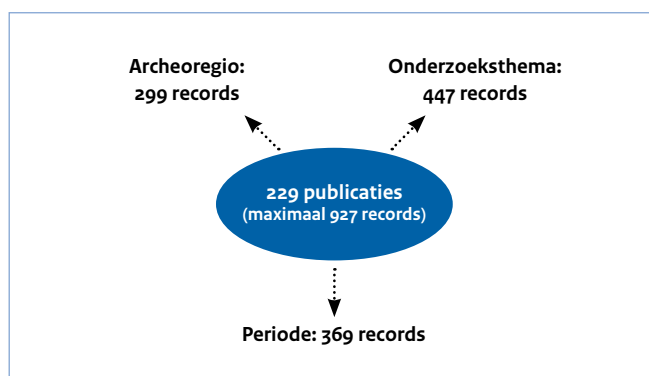 Archeoregio:
299 records
Onderzoeksthema:
447 records
229 publicaties
(maximaal 927 records)
Periode: 369 records